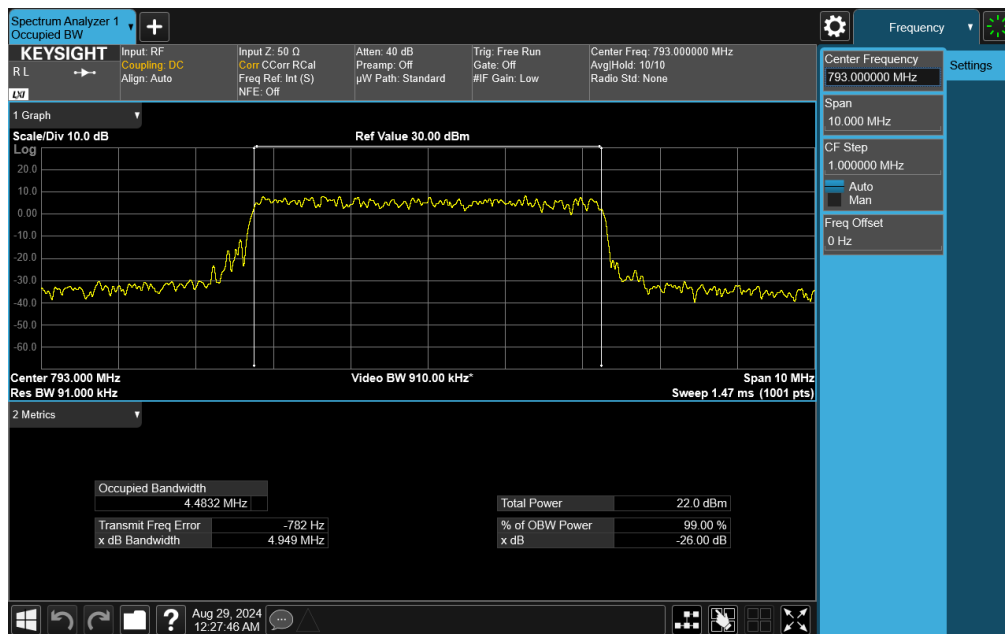 Spectrum Analyzer 1
Occupied BW
Frequency
KEYSIGHT
R L
LXI
Input: RF
Coupling: DC
Align: Auto
Input Z: 50 Ω
Corr CCorr RCal
Freq Ref: Int (S)
NFE: Off
Atten: 40 dB
Preamp: Off
µW Path: Standard
Trig: Free Run
Gate: Off
#IF Gain: Low
Center Freq: 793.000000 MHz
Avg|Hold: 10/10
Radio Std: None
Center Frequency
793.000000 MHz
Settings
Span
10.000 MHz
CF Step
1.000000 MHz
Auto
Man
Freq Offset
0 Hz
1 Graph
Scale/Div 10.0 dB
Ref Value 30.00 dBm
Log
20.0
10.0
0.00
-10.0
-20.0
-30.0
-40.0
-50.0
-60.0
Center 793.000 MHz
Video BW 910.00 kHz*
Span 10 MHz
Res BW 91.000 kHz
Sweep 1.47 ms (1001 pts)
2 Metrics
Occupied Bandwidth
4.4832 MHz
Total Power 22.0 dBm
Transmit Freq Error -782 Hz
% of OBW Power 99.00 %
x dB Bandwidth 4.949 MHz
x dB -26.00 dB
Aug 29, 2024
12:27:46 AM